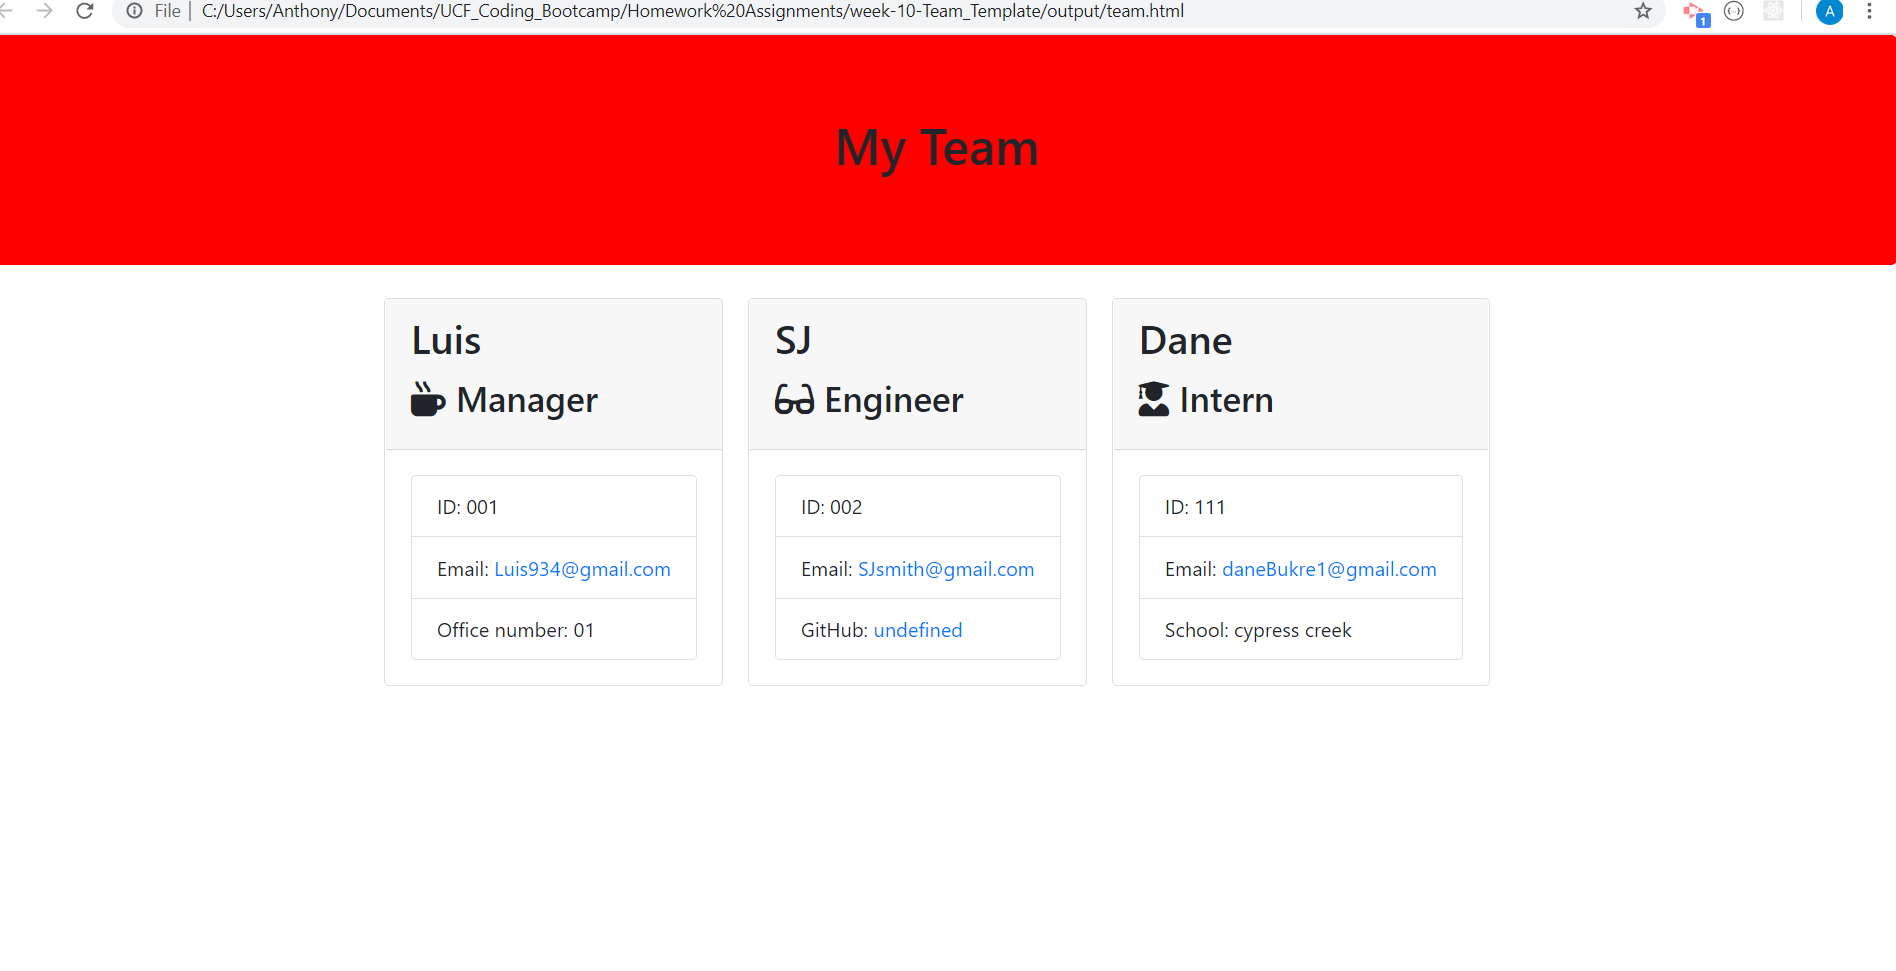 File C:/Users/Anthony/Documents/UCF_Coding_Bootcamp/Homework%20Assignments/week-10-Team_Template/output/team.html 1 A
My Team
Luis
Manager
ID: 001
Email: Luis934@gmail.com
Office number: 01
SJ
Engineer
ID: 002
Email: SJsmith@gmail.com
GitHub: undefined
Dane
Intern
ID: 111
Email: daneBukre1@gmail.com
School: cypress creek